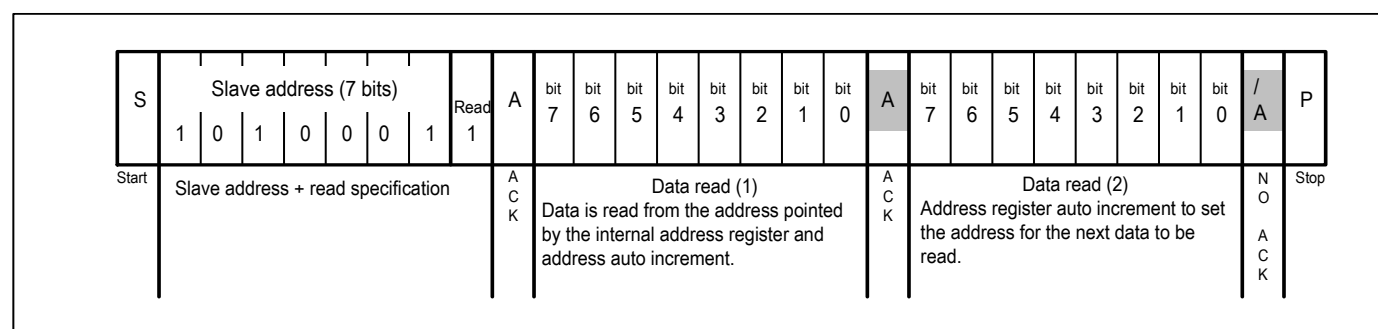 S
Slave address (7 bits)
1 0 1 0 0 0 1
Read
1
A
bit bit bit bit bit bit bit bit
7 6 5 4 3 2 1 0
A
bit bit bit bit bit bit bit bit
7 6 5 4 3 2 1 0
/
A
P
Start
Slave address + read specification
A
C
K
Data read (1)
Data is read from the address pointed
by the internal address register and
address auto increment.
A
C
K
Data read (2)
Address register auto increment to set
the address for the next data to be
read.
N
O
A
C
K
Stop